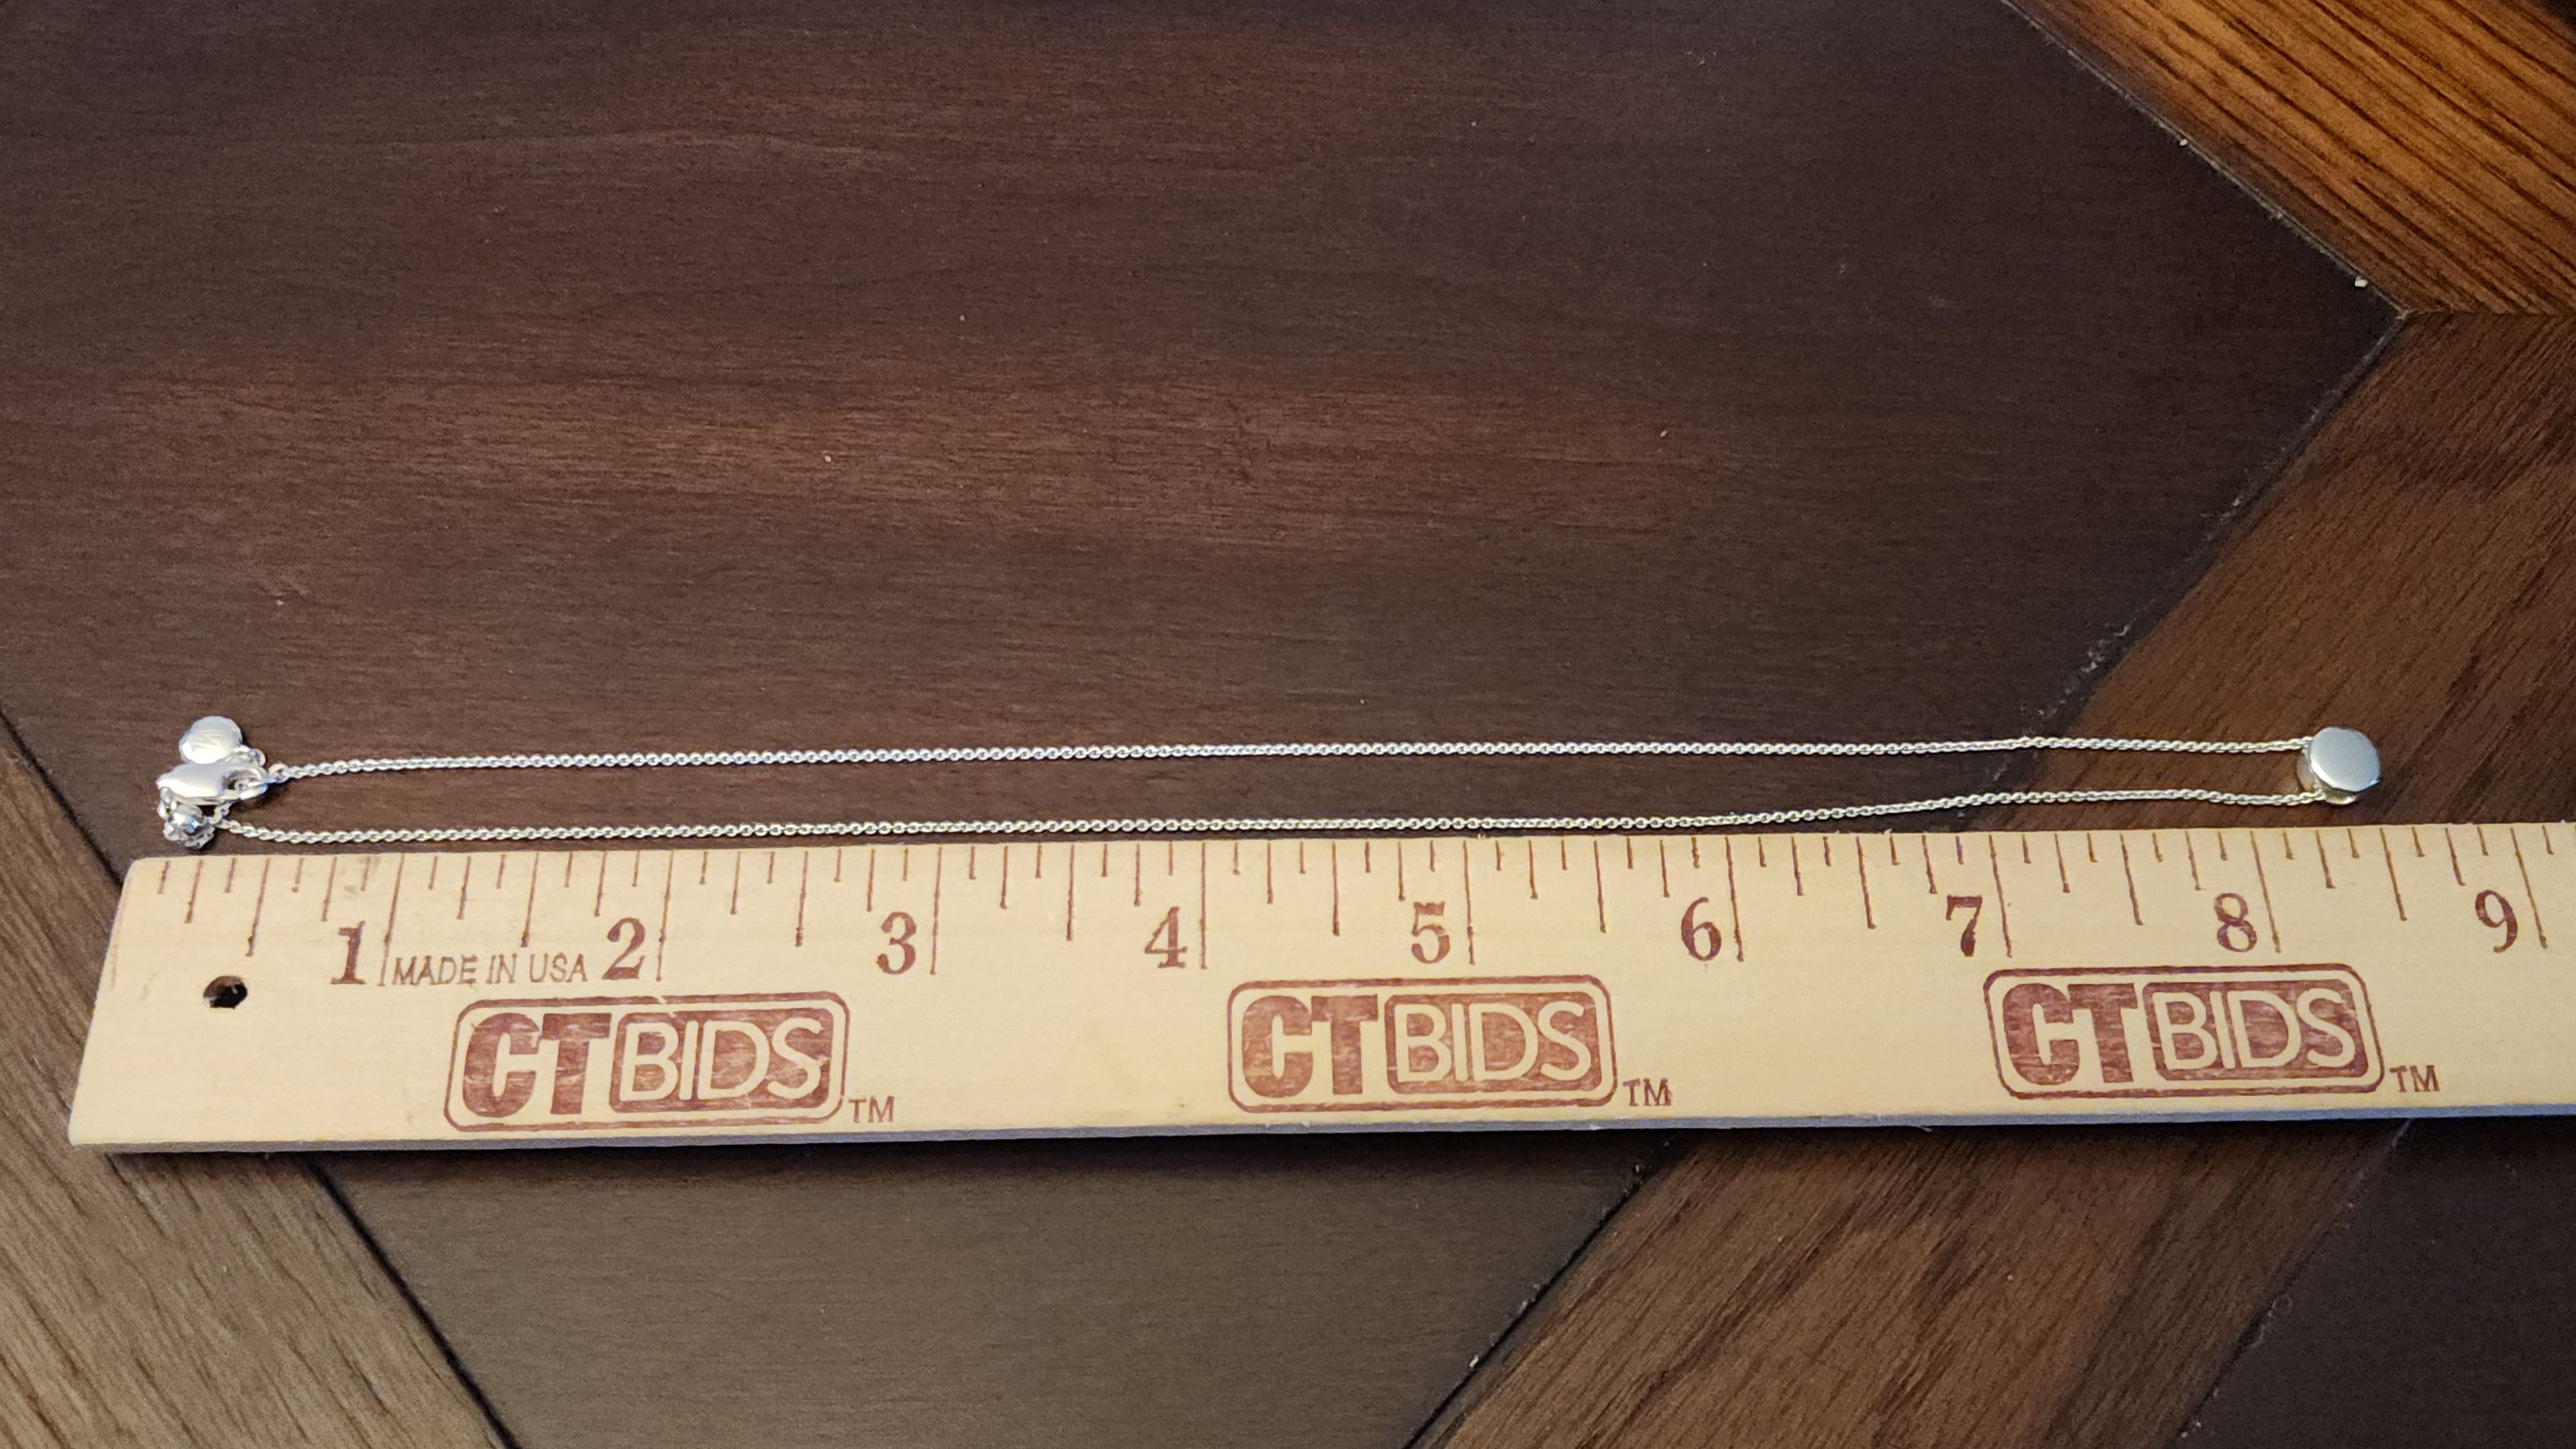 1 2 3 4 5 6 7 8 9
MADE IN USA
CTBIDS™ CTBIDS™ CTBIDS™